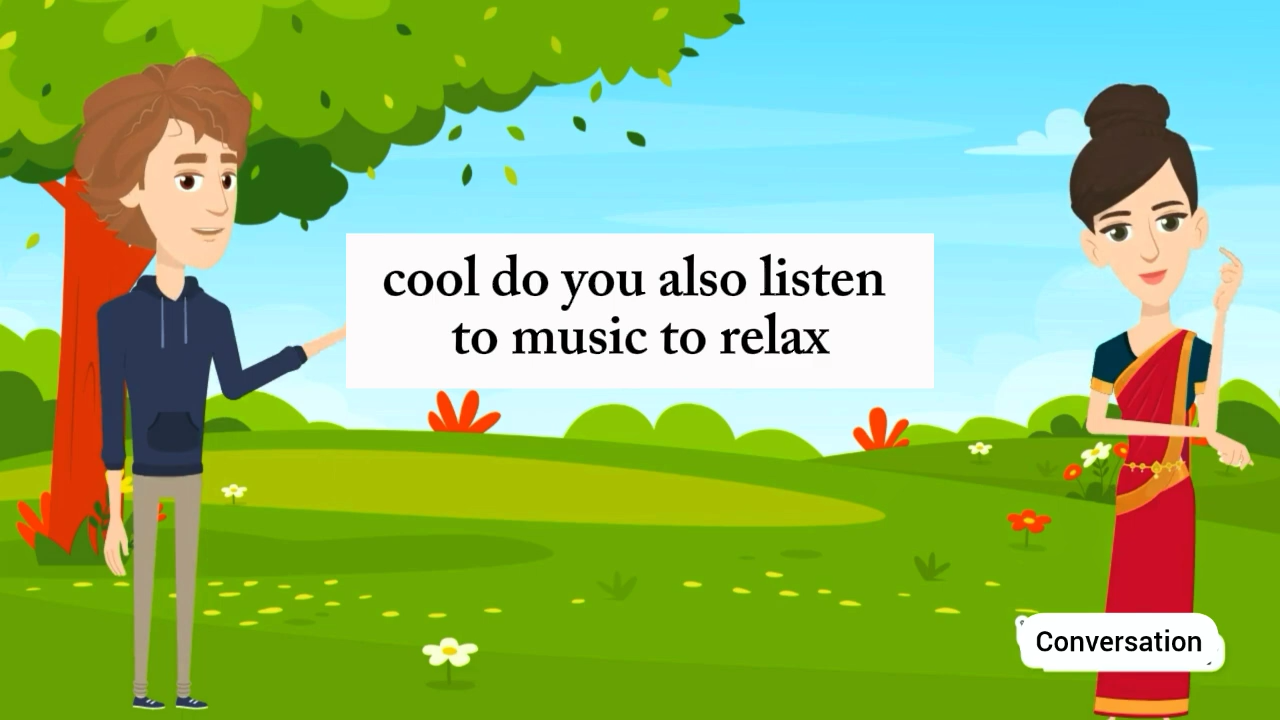 cool do you also listen
to music to relax
Conversation